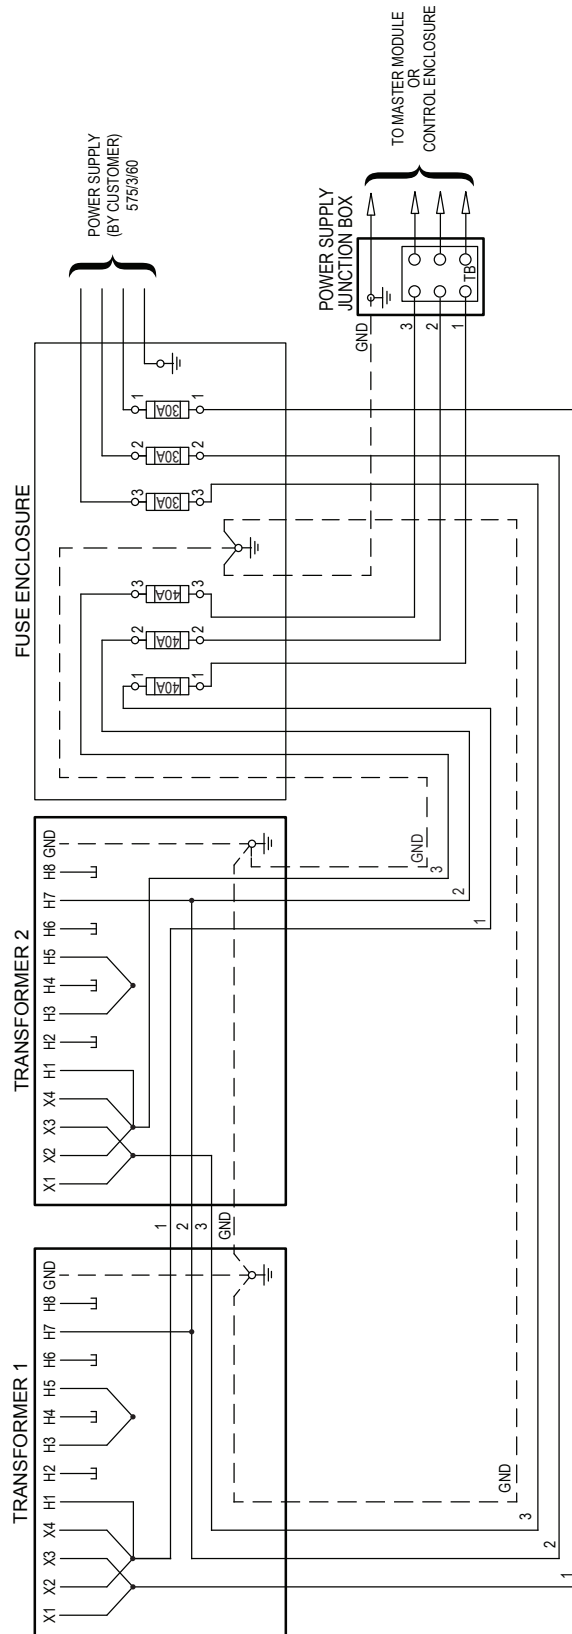 TO MASTER MODULE
OR
CONTROL ENCLOSURE
POWER SUPPLY
(BY CUSTOMER)
575/3/60
POWER SUPPLY
JUNCTION BOX
TB
GND
3
2
1
FUSE ENCLOSURE
1
30A
1
2
30A
2
3
30A
3
3
40A
3
2
40A
2
1
40A
1
TRANSFORMER 2
X1
X2
X3
X4
H1
H2
H3
H4
H5
H6
H7
H8
GND
GND
3
2
1
1
2
3
GND
TRANSFORMER 1
X1
X2
X3
X4
H1
H2
H3
H4
H5
H6
H7
H8
GND
GND
3
2
1